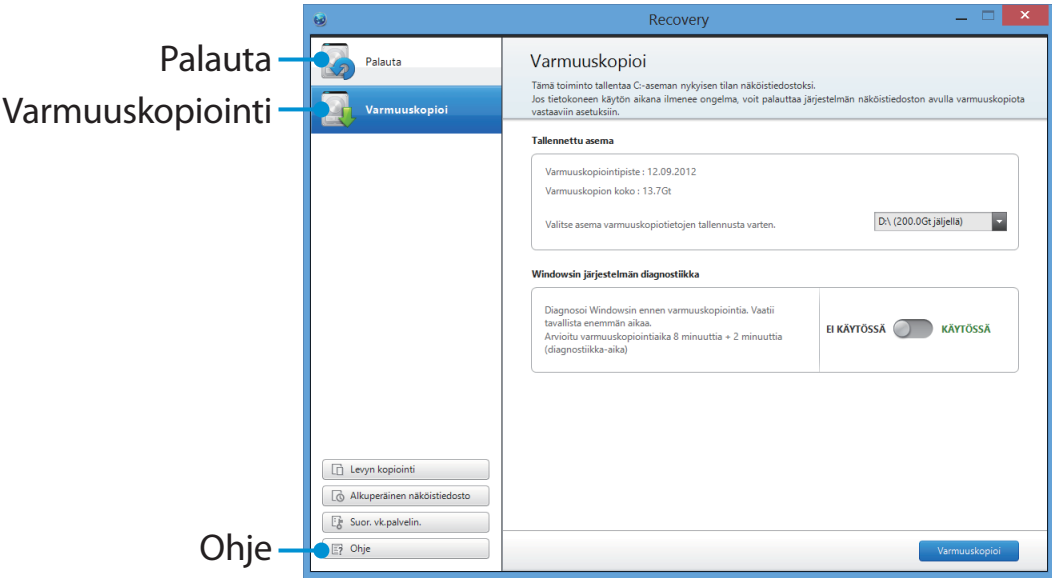 Recovery
Palauta
Varmuuskopiointi
Ohje
Palauta
Varmuuskopioi
Levyn kopiointi
Alkuperäinen näköistiedosto
Suor. vk.palvelin.
Ohje
Varmuuskopioi
Tämä toiminto tallentaa C:-aseman nykyisen tilan näköistiedostoksi.
Jos tietokoneen käytön aikana ilmenee ongelma, voit palauttaa järjestelmän näköistiedoston avulla varmuuskopiota
vastaaviin asetuksiin.
Tallennettu asema
Varmuuskopiointipiste : 12.09.2012
Varmuuskopion koko : 13.7Gt
Valitse asema varmuuskopiotietojen tallennusta varten.
D:\ (200.0Gt jäljellä)
Windowsin järjestelmän diagnostiikka
Diagnosoi Windowsin ennen varmuuskopiointia. Vaatii
tavallista enemmän aikaa.
Arvioitu varmuuskopiointiaika 8 minuuttia + 2 minuuttia
(diagnostiikka-aika)
EI KÄYTÖSSÄ
KÄYTÖSSÄ
Varmuuskopioi